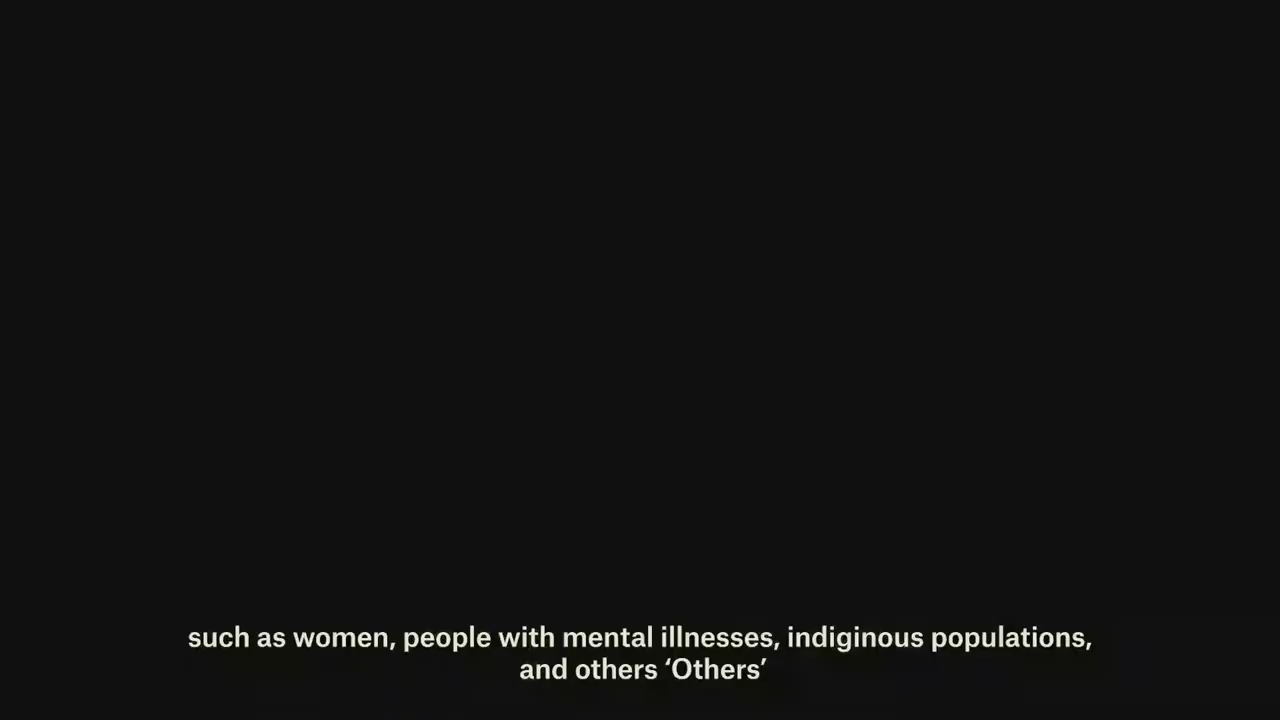 such as women, people with mental illnesses, indiginous populations,
and others ‘Others’